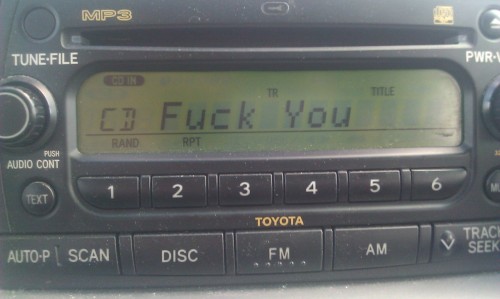 MP3
TUNE·FILE
PWR·V
CD IN
TR
TITLE
CD Fuck You
RAND
RPT
PUSH
AUDIO CONT
TEXT
1 2 3 4 5 6
TOYOTA
AUTO-P
SCAN
DISC
FM
AM
TRACK
SEEK